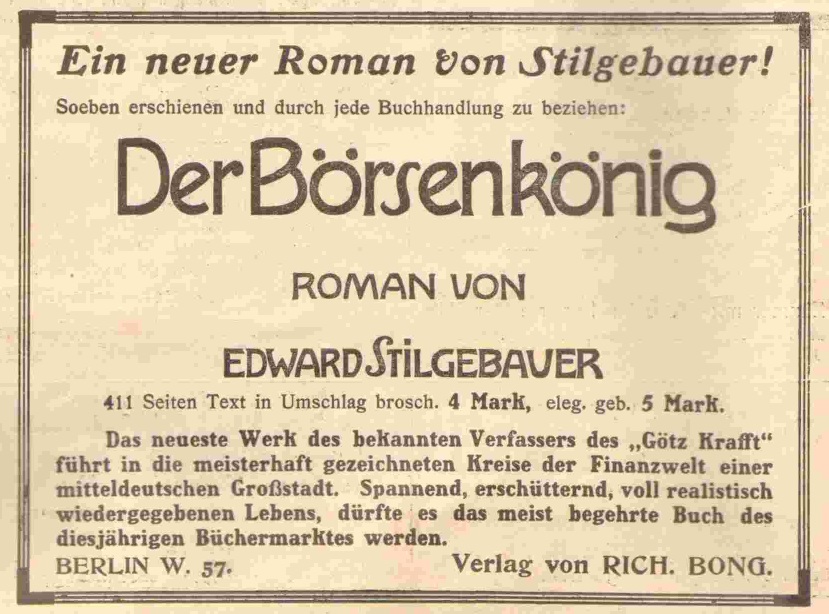 Ein neuer Roman von Stilgebauer!
Soeben erschienen und durch jede Buchhandlung zu beziehen:
Der Börsenkönig
ROMAN VON
EDWARD STILGEBAUER
411 Seiten Text in Umschlag brosch. 4 Mark, eleg. geb. 5 Mark.
Das neueste Werk des bekannten Verfassers des „Götz Krafft“
führt in die meisterhaft gezeichneten Kreise der Finanzwelt einer
mitteldeutschen Großstadt. Spannend, erschütternd, voll realistisch
wiedergegebenen Lebens, dürfte es das meist begehrte Buch des
diesjährigen Büchermarktes werden.
BERLIN W. 57. Verlag von RICH. BONG.